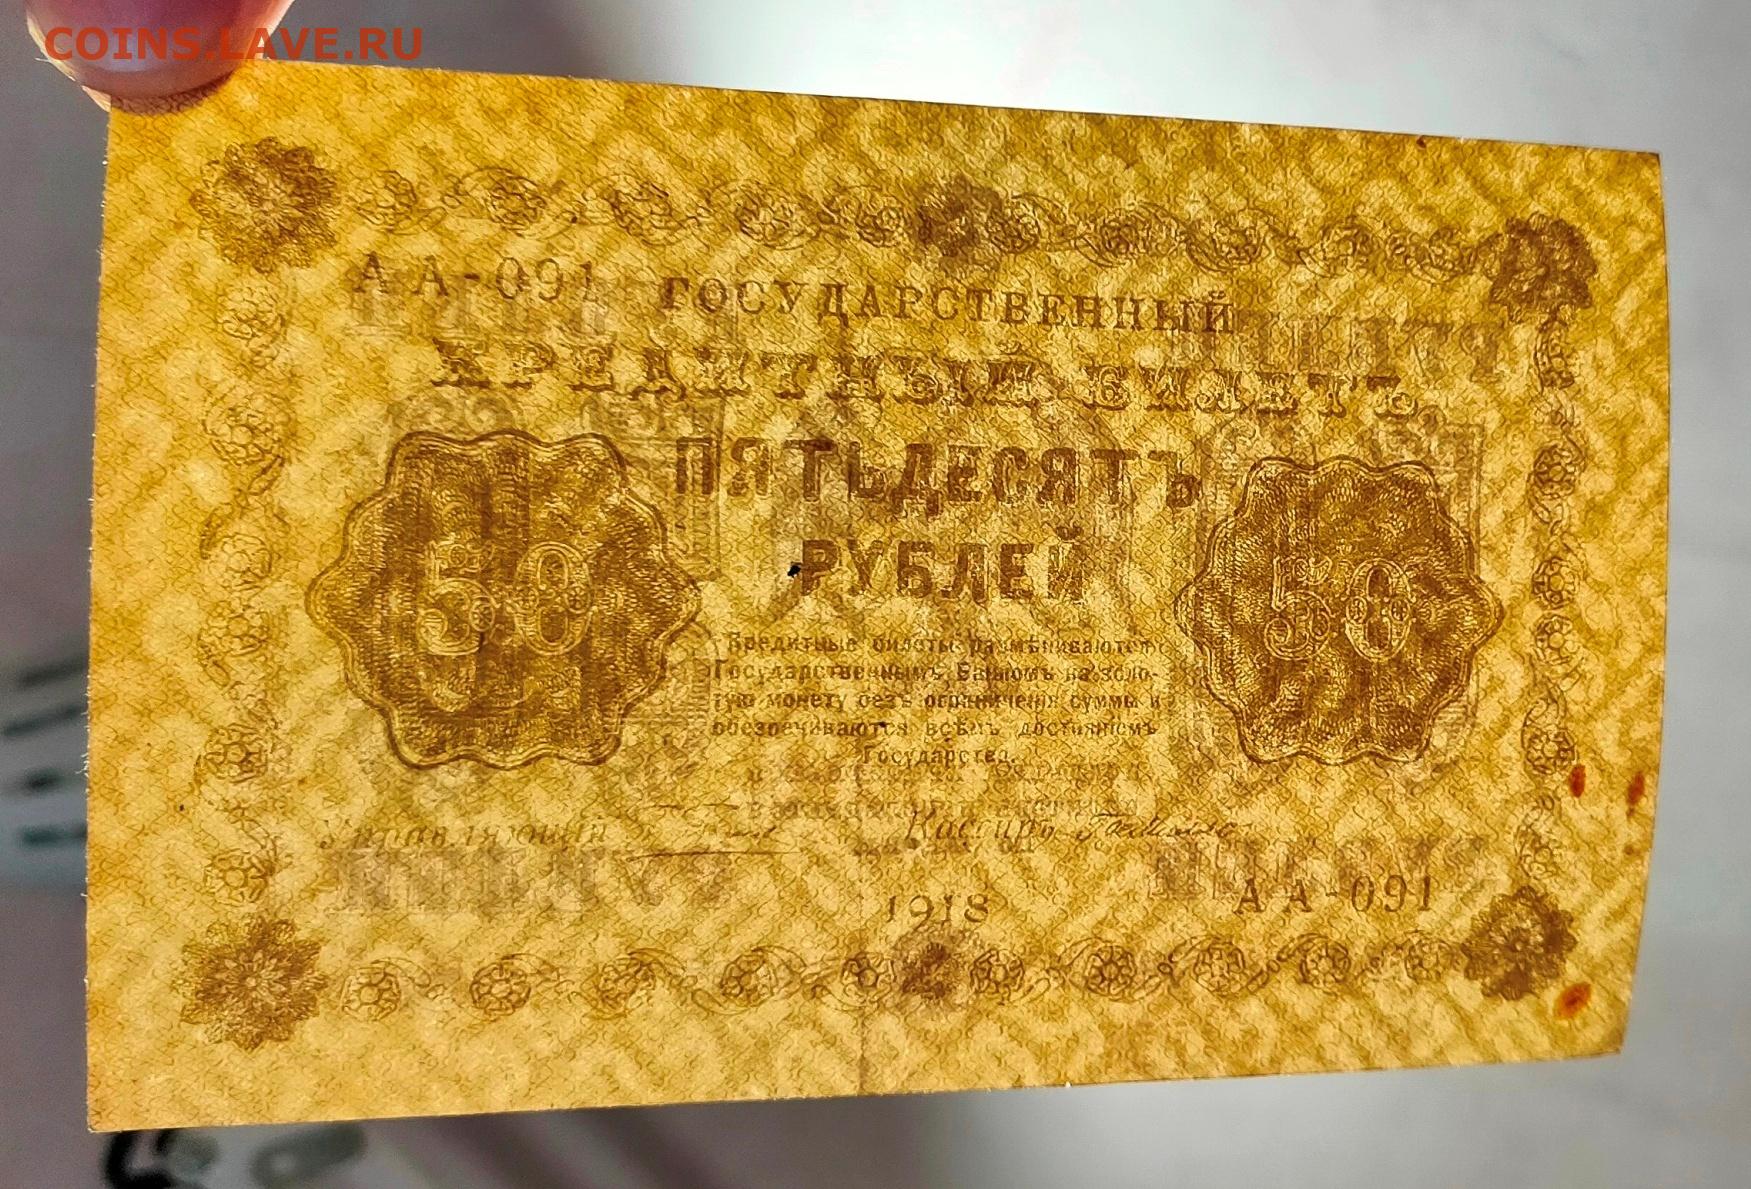 COINS.LAVE.RU
АА-091 ГОСУДАРСТВЕННЫЙ
КРЕДИТНЫЙ БИЛЕТЪ
ПЯТЬДЕСЯТЪ
РУБЛЕЙ
50 50
Кредитные билеты размѣниваются
Государственнымъ Банкомъ на золо-
тую монету безъ ограниченія суммы и
обезпечиваются всѣмъ достояніемъ
Государства.
Управляющий Кассиръ
1918 АА-091